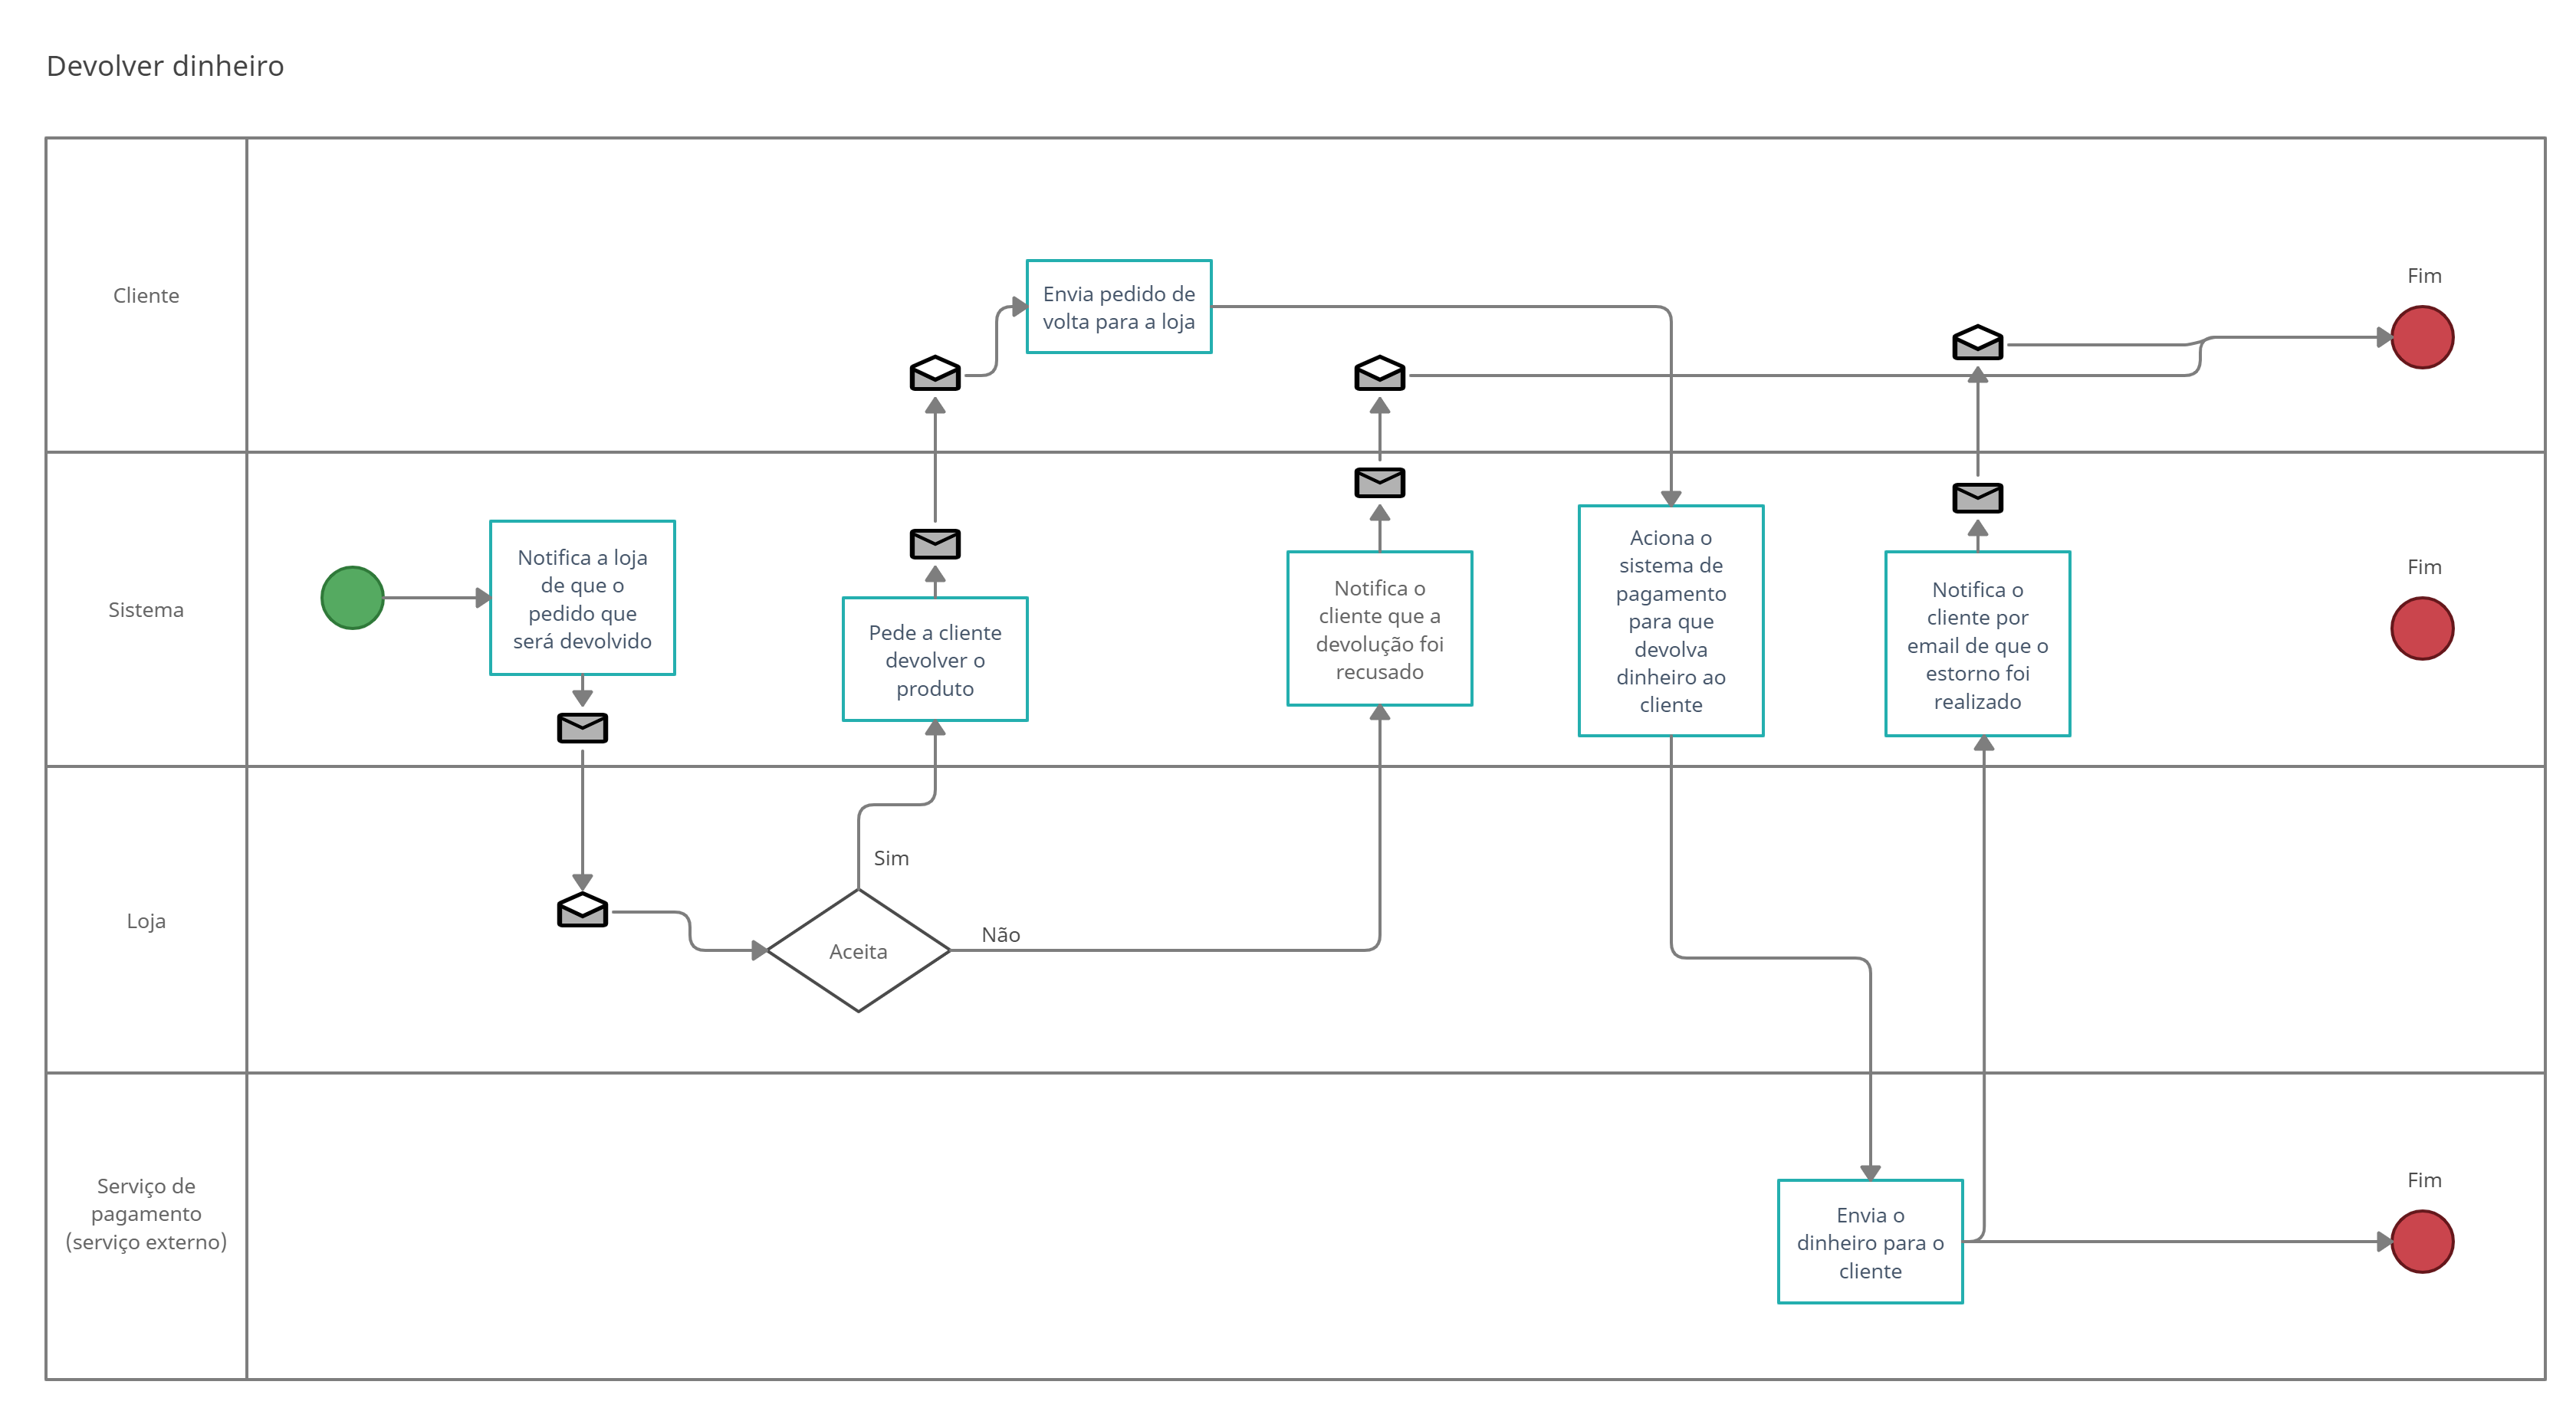 Devolver dinheiro
Cliente
Envia pedido de
volta para a loja
Fim
Sistema
Notifica a loja
de que o
pedido que
será devolvido
Pede a cliente
devolver o
produto
Notifica o
cliente que a
devolução foi
recusado
Aciona o
sistema de
pagamento
para que
devolva
dinheiro ao
cliente
Notifica o
cliente por
email de que o
estorno foi
realizado
Fim
Loja
Sim
Aceita
Não
Serviço de
pagamento
(serviço externo)
Envia o
dinheiro para o
cliente
Fim